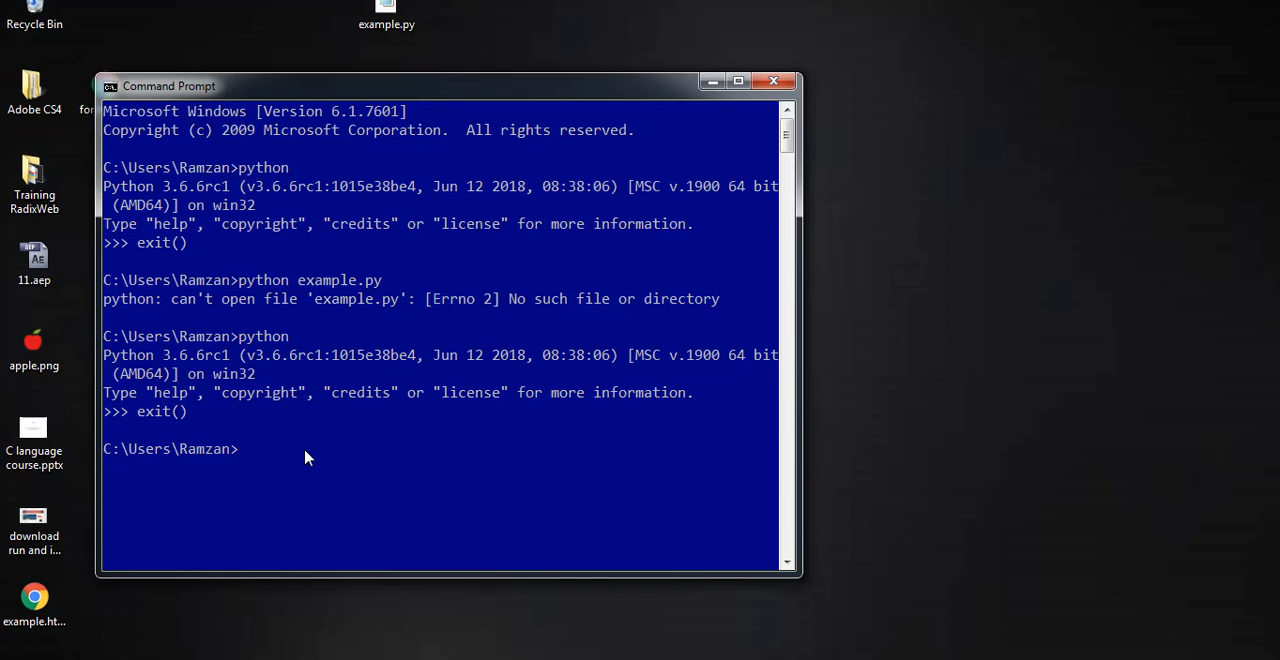 Recycle Bin
example.py
Adobe CS4
for
Training
RadixWeb
AEP
Ae
11.aep
apple.png
C language
course.pptx
download
run and i...
example.ht...
C:\.
Command Prompt
Microsoft Windows [Version 6.1.7601]
Copyright (c) 2009 Microsoft Corporation.  All rights reserved.
C:\Users\Ramzan>python
Python 3.6.6rc1 (v3.6.6rc1:1015e38be4, Jun 12 2018, 08:38:06) [MSC v.1900 64 bit
 (AMD64)] on win32
Type "help", "copyright", "credits" or "license" for more information.
>>> exit()
C:\Users\Ramzan>python example.py
python: can't open file 'example.py': [Errno 2] No such file or directory
C:\Users\Ramzan>python
Python 3.6.6rc1 (v3.6.6rc1:1015e38be4, Jun 12 2018, 08:38:06) [MSC v.1900 64 bit
 (AMD64)] on win32
Type "help", "copyright", "credits" or "license" for more information.
>>> exit()
C:\Users\Ramzan>